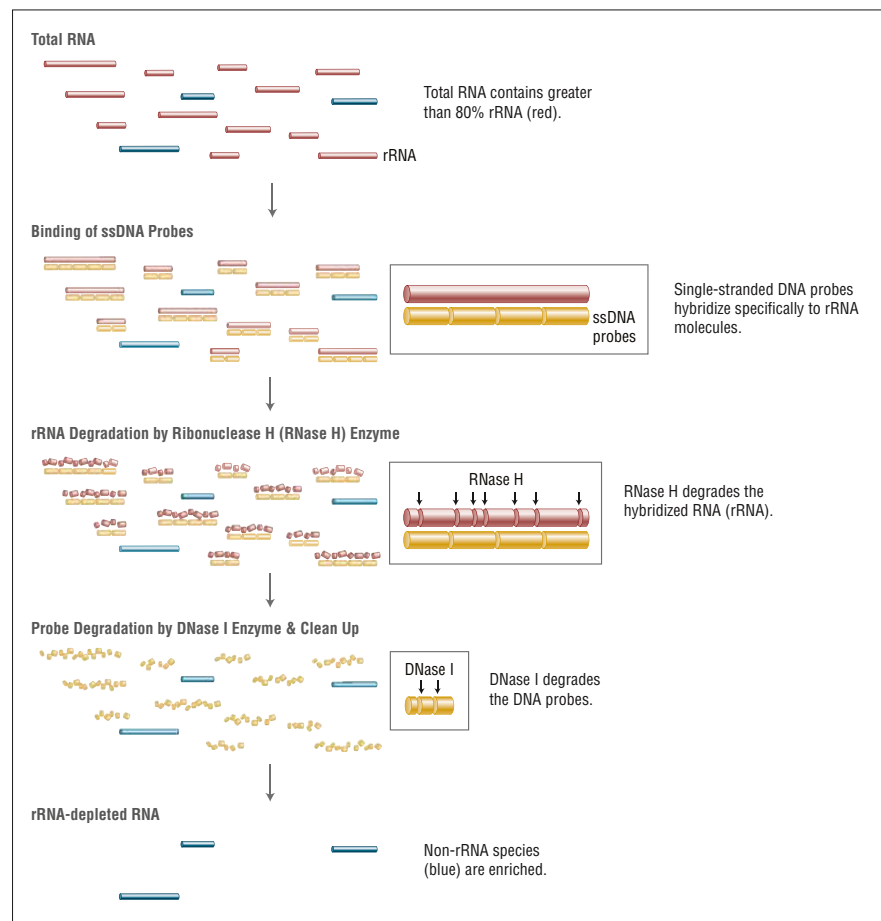 Total RNA
Total RNA contains greater
than 80% rRNA (red).
rRNA
Binding of ssDNA Probes
ssDNA
probes
Single-stranded DNA probes
hybridize specifically to rRNA
molecules.
rRNA Degradation by Ribonuclease H (RNase H) Enzyme
RNase H
RNase H degrades the
hybridized RNA (rRNA).
Probe Degradation by DNase I Enzyme & Clean Up
DNase I
DNase I degrades
the DNA probes.
rRNA-depleted RNA
Non-rRNA species
(blue) are enriched.